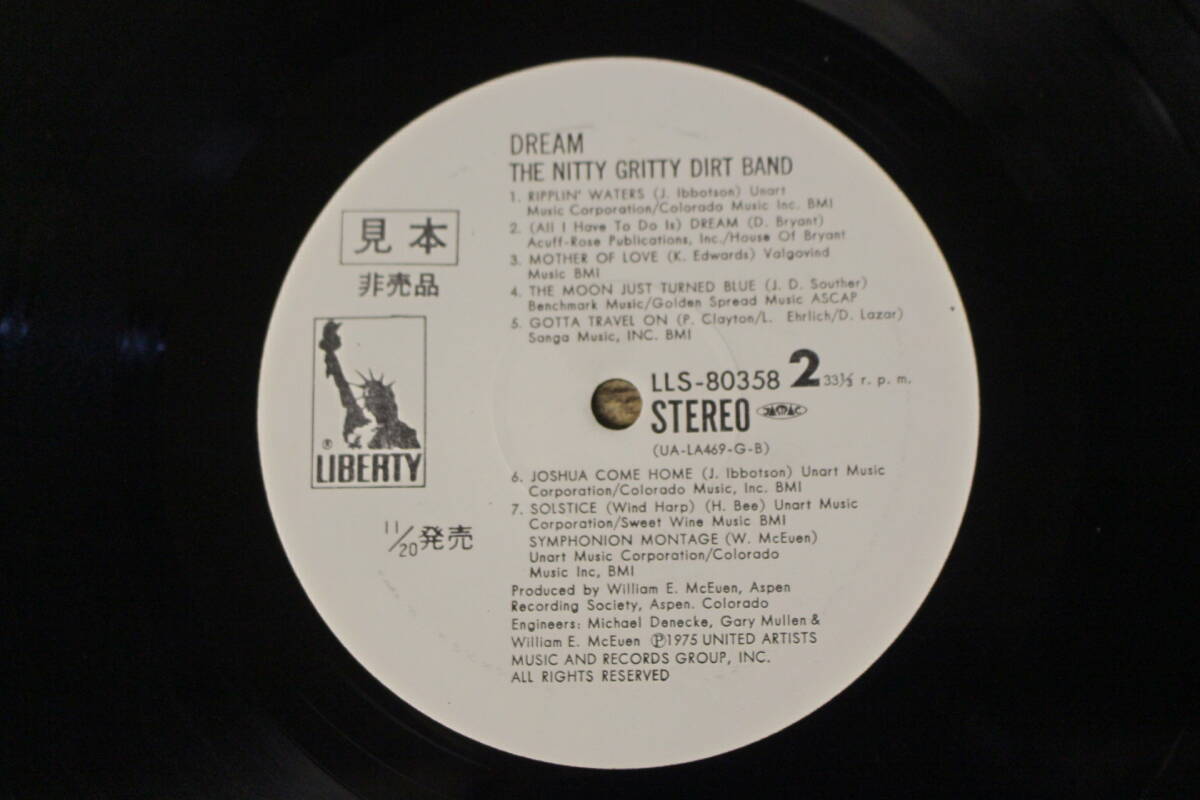 DREAM
THE NITTY GRITTY DIRT BAND
1. RIPPLIN' WATERS (J. Ibbotson) Unart
Music Corporation/Colorado Music Inc. BMI
2. (All I Have To Do Is) DREAM (D. Bryant)
Acuff-Rose Publications, Inc./House Of Bryant
3. MOTHER OF LOVE (K. Edwards) Valgovind
Music BMI
4. THE MOON JUST TURNED BLUE (J. D. Souther)
Benchmark Music/Golden Spread Music ASCAP
5. GOTTA TRAVEL ON (P. Clayton/L. Ehrlich/D. Lazar)
Sanga Music, INC. BMI
見本
非売品
® LIBERTY
11/20発売
LLS-80358 2 33⅓ r. p. m.
STEREO JAMAC
(UA-LA469-G-B)
6. JOSHUA COME HOME (J. Ibbotson) Unart Music
Corporation/Colorado Music, Inc. BMI
7. SOLSTICE (Wind Harp) (H. Bee) Unart Music
Corporation/Sweet Wine Music BMI
SYMPHONION MONTAGE (W. McEuen)
Unart Music Corporation/Colorado
Music Inc, BMI
Produced by William E. McEuen, Aspen
Recording Society, Aspen. Colorado
Engineers: Michael Denecke, Gary Mullen &
William E. McEuen ℗1975 UNITED ARTISTS
MUSIC AND RECORDS GROUP, INC.
ALL RIGHTS RESERVED